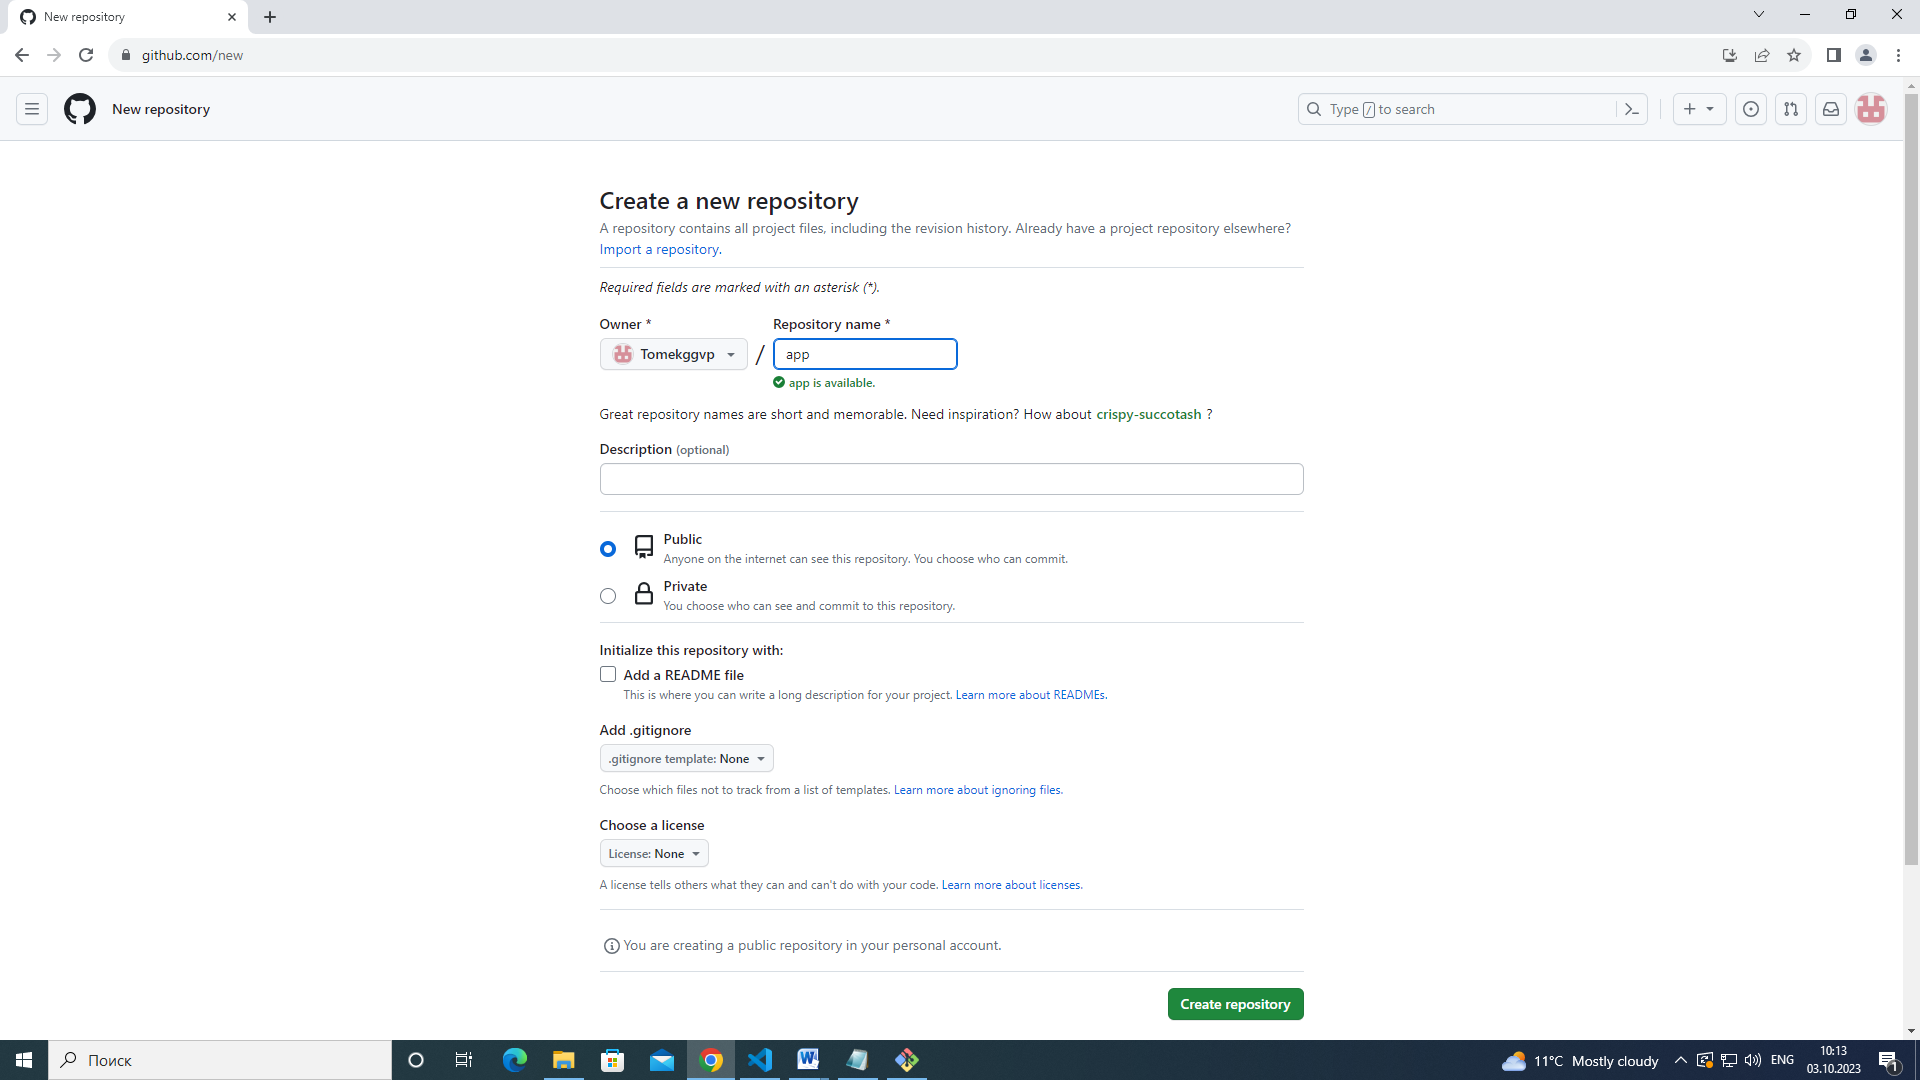 New repository
github.com/new
New repository
Type / to search
Create a new repository
A repository contains all project files, including the revision history. Already have a project repository elsewhere?
Import a repository.
Required fields are marked with an asterisk (*).
Owner * Repository name *
Tomekggvp / app
app is available.
Great repository names are short and memorable. Need inspiration? How about crispy-succotash ?
Description (optional)
Public
Anyone on the internet can see this repository. You choose who can commit.
Private
You choose who can see and commit to this repository.
Initialize this repository with:
Add a README file
This is where you can write a long description for your project. Learn more about READMEs.
Add .gitignore
.gitignore template: None
Choose which files not to track from a list of templates. Learn more about ignoring files.
Choose a license
License: None
A license tells others what they can and can't do with your code. Learn more about licenses.
You are creating a public repository in your personal account.
Create repository
Поиск
11°C Mostly cloudy
ENG
10:13
03.10.2023
1